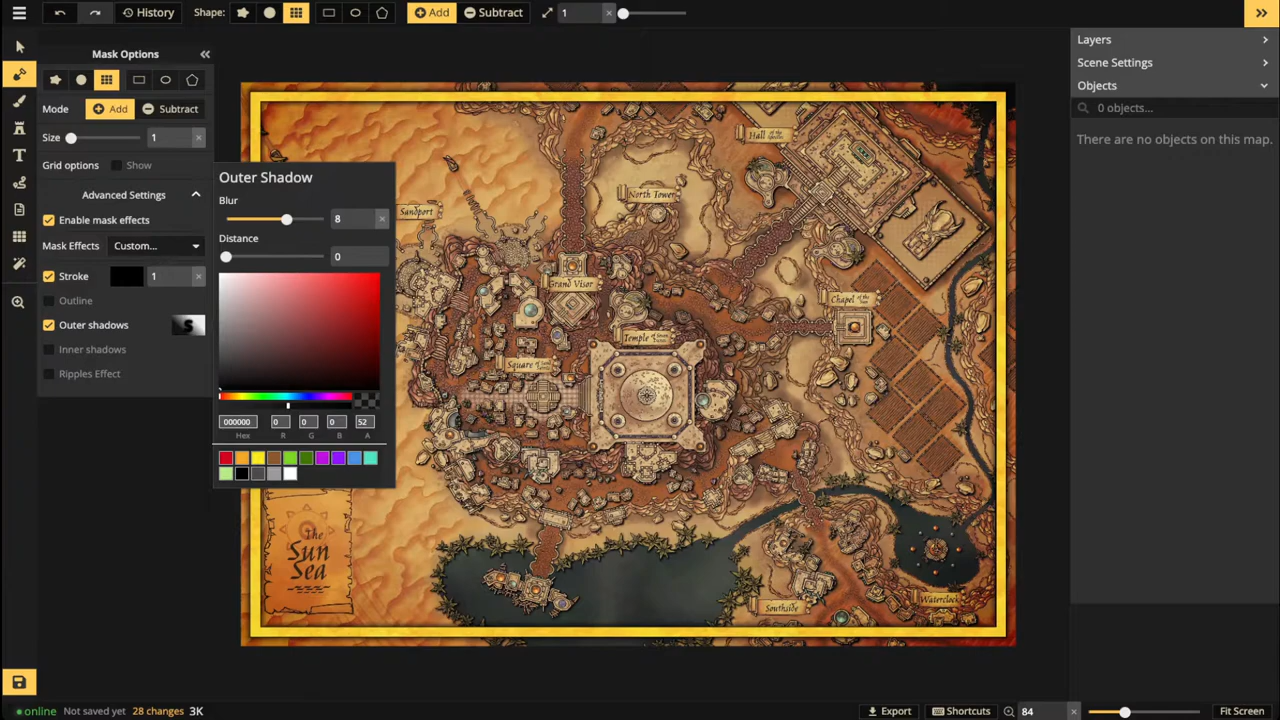 History
Shape:
Add
Subtract
1
Mask Options
Mode
Add
Subtract
Size
1
Grid options
Show
Advanced Settings
Enable mask effects
Mask Effects
Custom...
Stroke
1
Outline
Outer shadows
S
Inner shadows
Ripples Effect
Outer Shadow
Blur
8
Distance
0
000000
0
0
0
52
Hex
R
G
B
A
Sandport
North Tower
Hall of the
Grand Visor
Chapel of the Sun
Temple of
Square
The
Sun
Sea
Southside
Waterclock
Layers
Scene Settings
Objects
0 objects...
There are no objects on this map.
online
Not saved yet
28 changes
3K
Export
Shortcuts
84
Fit Screen